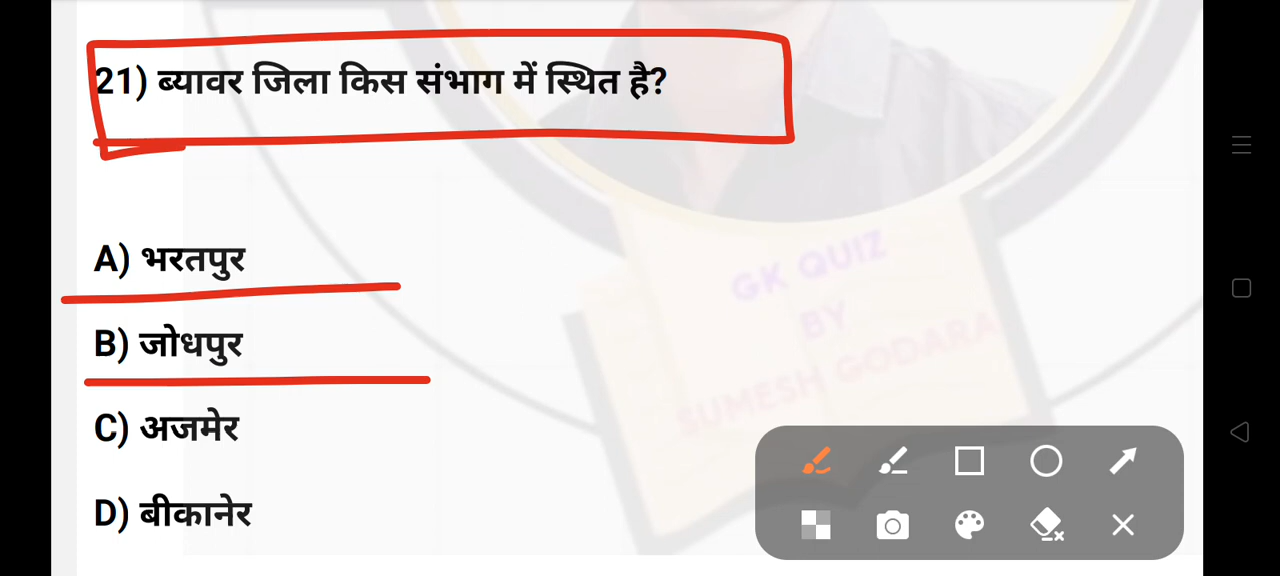 21) ब्यावर जिला किस संभाग में स्थित है?
A) भरतपुर
B) जोधपुर
C) अजमेर
D) बीकानेर
GK QUIZ
BY
SUMESH GODARA